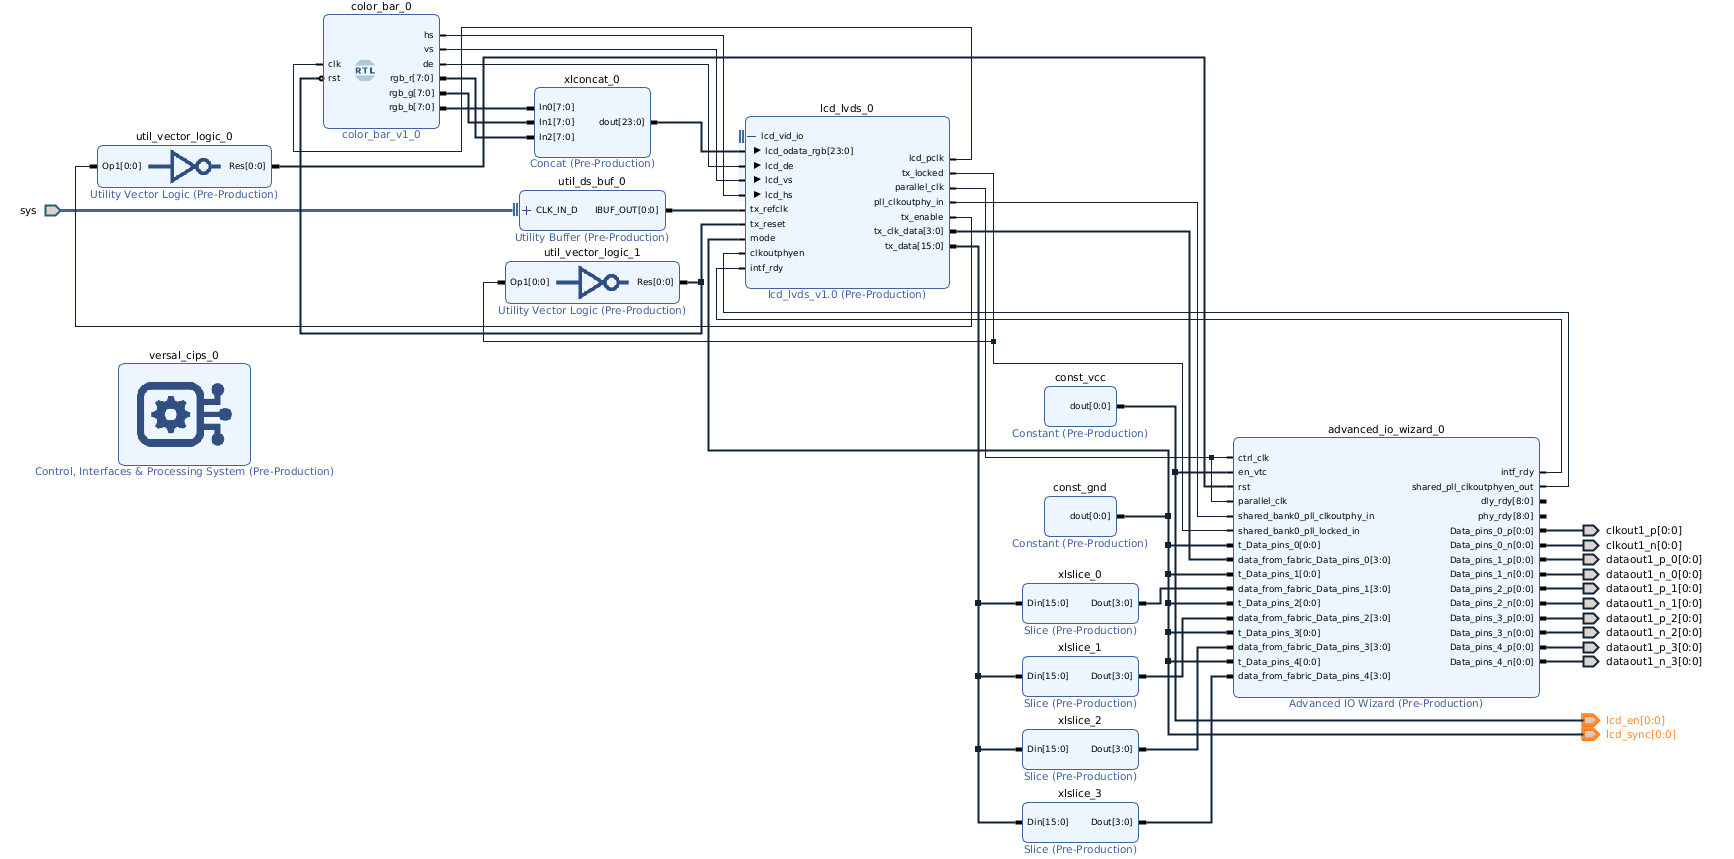 color_bar_0
hs
vs
clk
de
RTL
rst
rgb_r[7:0]
rgb_g[7:0]
rgb_b[7:0]
color_bar_v1_0
xlconcat_0
In0[7:0]
In1[7:0]
dout[23:0]
In2[7:0]
Concat (Pre-Production)
util_vector_logic_0
Op1[0:0]
Res[0:0]
Utility Vector Logic (Pre-Production)
sys
util_ds_buf_0
CLK_IN_D
IBUF_OUT[0:0]
Utility Buffer (Pre-Production)
util_vector_logic_1
Op1[0:0]
Res[0:0]
Utility Vector Logic (Pre-Production)
lcd_lvds_0
lcd_vid_io
lcd_odata_rgb[23:0]
lcd_de
lcd_vs
lcd_hs
tx_refclk
tx_reset
mode
clkoutphyen
intf_rdy
lcd_pclk
tx_locked
parallel_clk
pll_clkoutphy_in
tx_enable
tx_clk_data[3:0]
tx_data[15:0]
lcd_lvds_v1.0 (Pre-Production)
versal_cips_0
Control, Interfaces & Processing System (Pre-Production)
const_vcc
dout[0:0]
Constant (Pre-Production)
const_gnd
dout[0:0]
Constant (Pre-Production)
xlslice_0
Din[15:0]
Dout[3:0]
Slice (Pre-Production)
xlslice_1
Din[15:0]
Dout[3:0]
Slice (Pre-Production)
xlslice_2
Din[15:0]
Dout[3:0]
Slice (Pre-Production)
xlslice_3
Din[15:0]
Dout[3:0]
Slice (Pre-Production)
advanced_io_wizard_0
ctrl_clk
en_vtc
rst
parallel_clk
shared_bank0_pll_clkoutphy_in
shared_bank0_pll_locked_in
t_Data_pins_0[0:0]
data_from_fabric_Data_pins_0[3:0]
t_Data_pins_1[0:0]
data_from_fabric_Data_pins_1[3:0]
t_Data_pins_2[0:0]
data_from_fabric_Data_pins_2[3:0]
t_Data_pins_3[0:0]
data_from_fabric_Data_pins_3[3:0]
t_Data_pins_4[0:0]
data_from_fabric_Data_pins_4[3:0]
intf_rdy
shared_pll_clkoutphyen_out
dly_rdy[8:0]
phy_rdy[8:0]
Data_pins_0_p[0:0]
Data_pins_0_n[0:0]
Data_pins_1_p[0:0]
Data_pins_1_n[0:0]
Data_pins_2_p[0:0]
Data_pins_2_n[0:0]
Data_pins_3_p[0:0]
Data_pins_3_n[0:0]
Data_pins_4_p[0:0]
Data_pins_4_n[0:0]
Advanced IO Wizard (Pre-Production)
clkout1_p[0:0]
clkout1_n[0:0]
dataout1_p_0[0:0]
dataout1_n_0[0:0]
dataout1_p_1[0:0]
dataout1_n_1[0:0]
dataout1_p_2[0:0]
dataout1_n_2[0:0]
dataout1_p_3[0:0]
dataout1_n_3[0:0]
lcd_en[0:0]
lcd_sync[0:0]